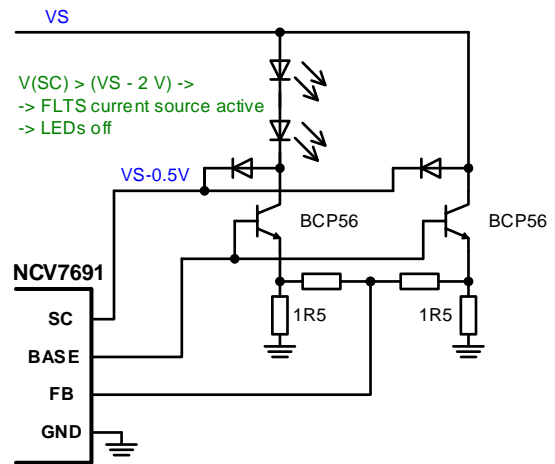 VS
V(SC) > (VS - 2 V) ->
-> FLTS current source active
-> LEDs off
VS-0.5V
BCP56
BCP56
NCV7691
1R5
1R5
SC
BASE
FB
GND